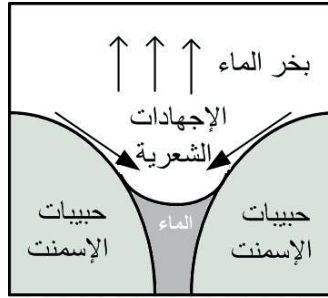 بخر الماء
الإجهادات
الشعرية
الماء
حبيبات
الإسمنت
حبيبات
الإسمنت